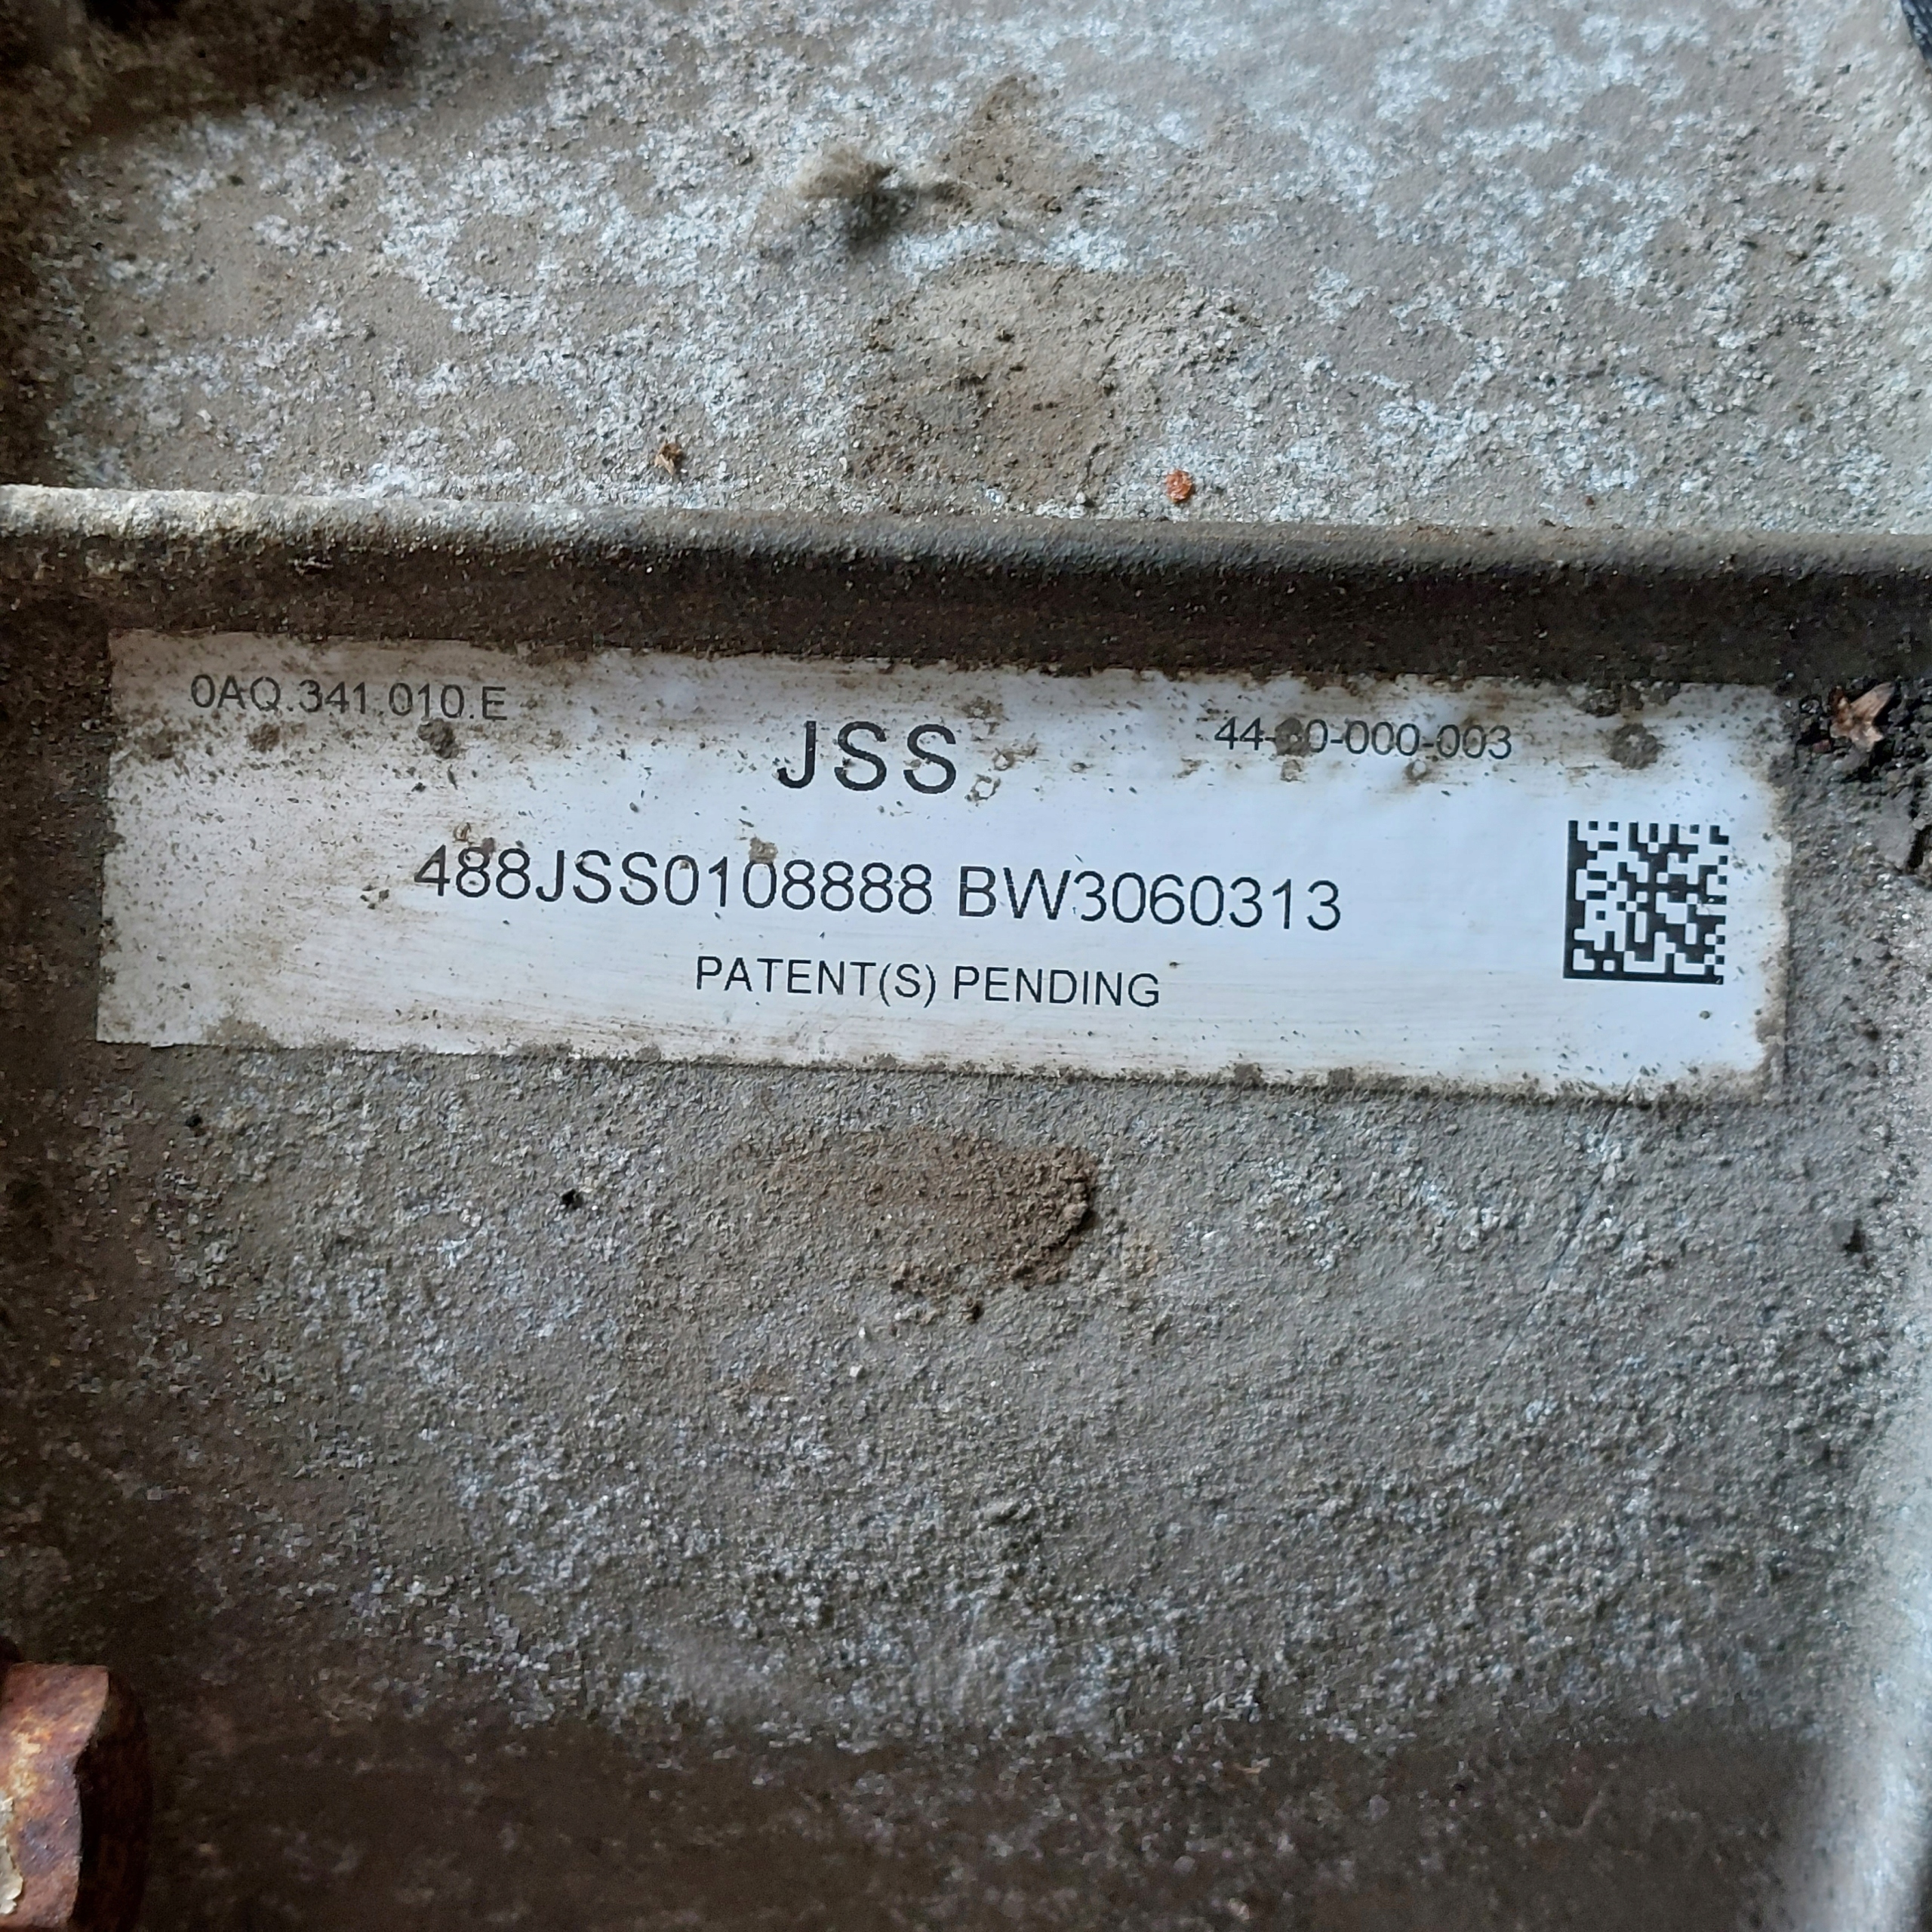 0AQ.341.010.E
JSS
488JSS0108888 BW3060313
PATENT(S) PENDING